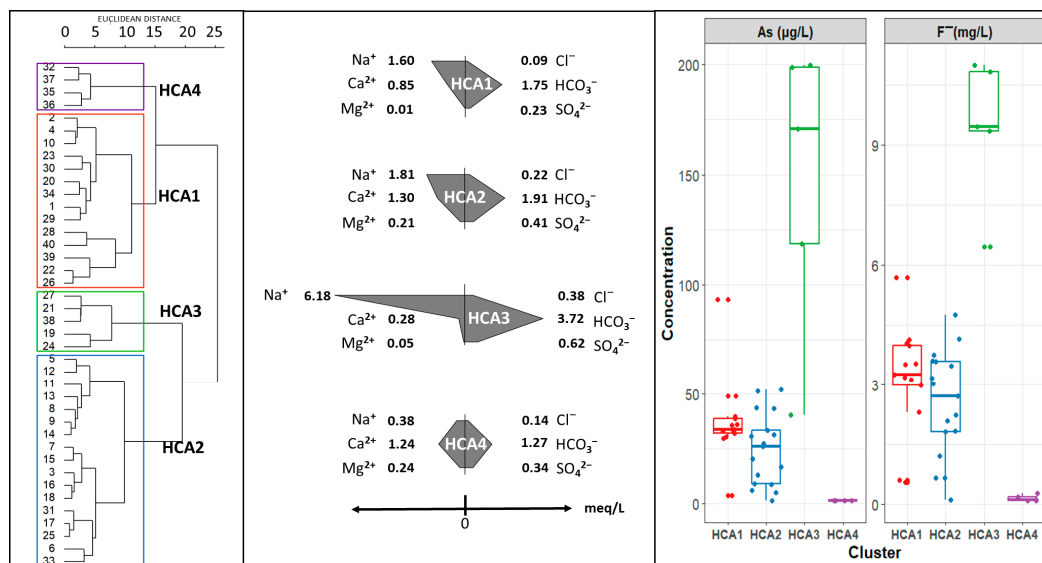 EUCLIDEAN DISTANCE
0 5 10 15 20 25
32
37
35
36
HCA4
2
4
10
23
30
20
34
1
29
28
40
39
22
26
HCA1
27
21
38
19
24
HCA3
5
12
11
13
8
9
14
7
15
3
16
18
31
17
25
6
33
HCA2
Na⁺ 1.60 0.09 Cl⁻
Ca²⁺ 0.85 HCA1 1.75 HCO₃⁻
Mg²⁺ 0.01 0.23 SO₄²⁻
Na⁺ 1.81 0.22 Cl⁻
Ca²⁺ 1.30 HCA2 1.91 HCO₃⁻
Mg²⁺ 0.21 0.41 SO₄²⁻
Na⁺ 6.18 0.38 Cl⁻
Ca²⁺ 0.28 HCA3 3.72 HCO₃⁻
Mg²⁺ 0.05 0.62 SO₄²⁻
Na⁺ 0.38 0.14 Cl⁻
Ca²⁺ 1.24 HCA4 1.27 HCO₃⁻
Mg²⁺ 0.24 0.34 SO₄²⁻
meq/L
0
As (µg/L)
F⁻(mg/L)
Concentration
200
150
100
50
0
9
6
3
0
HCA1 HCA2 HCA3 HCA4
HCA1 HCA2 HCA3 HCA4
Cluster